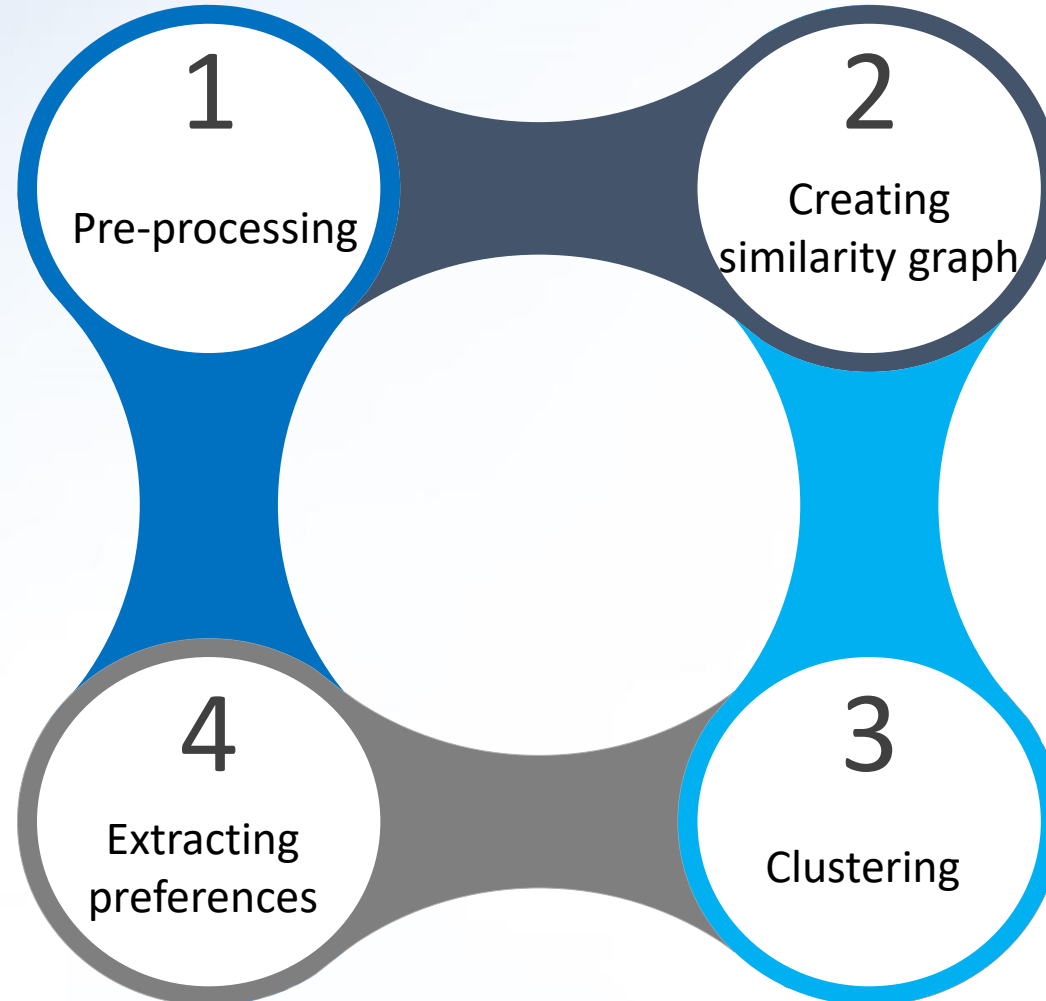 1
Pre-processing
2
Creating
similarity graph
3
Clustering
4
Extracting
preferences